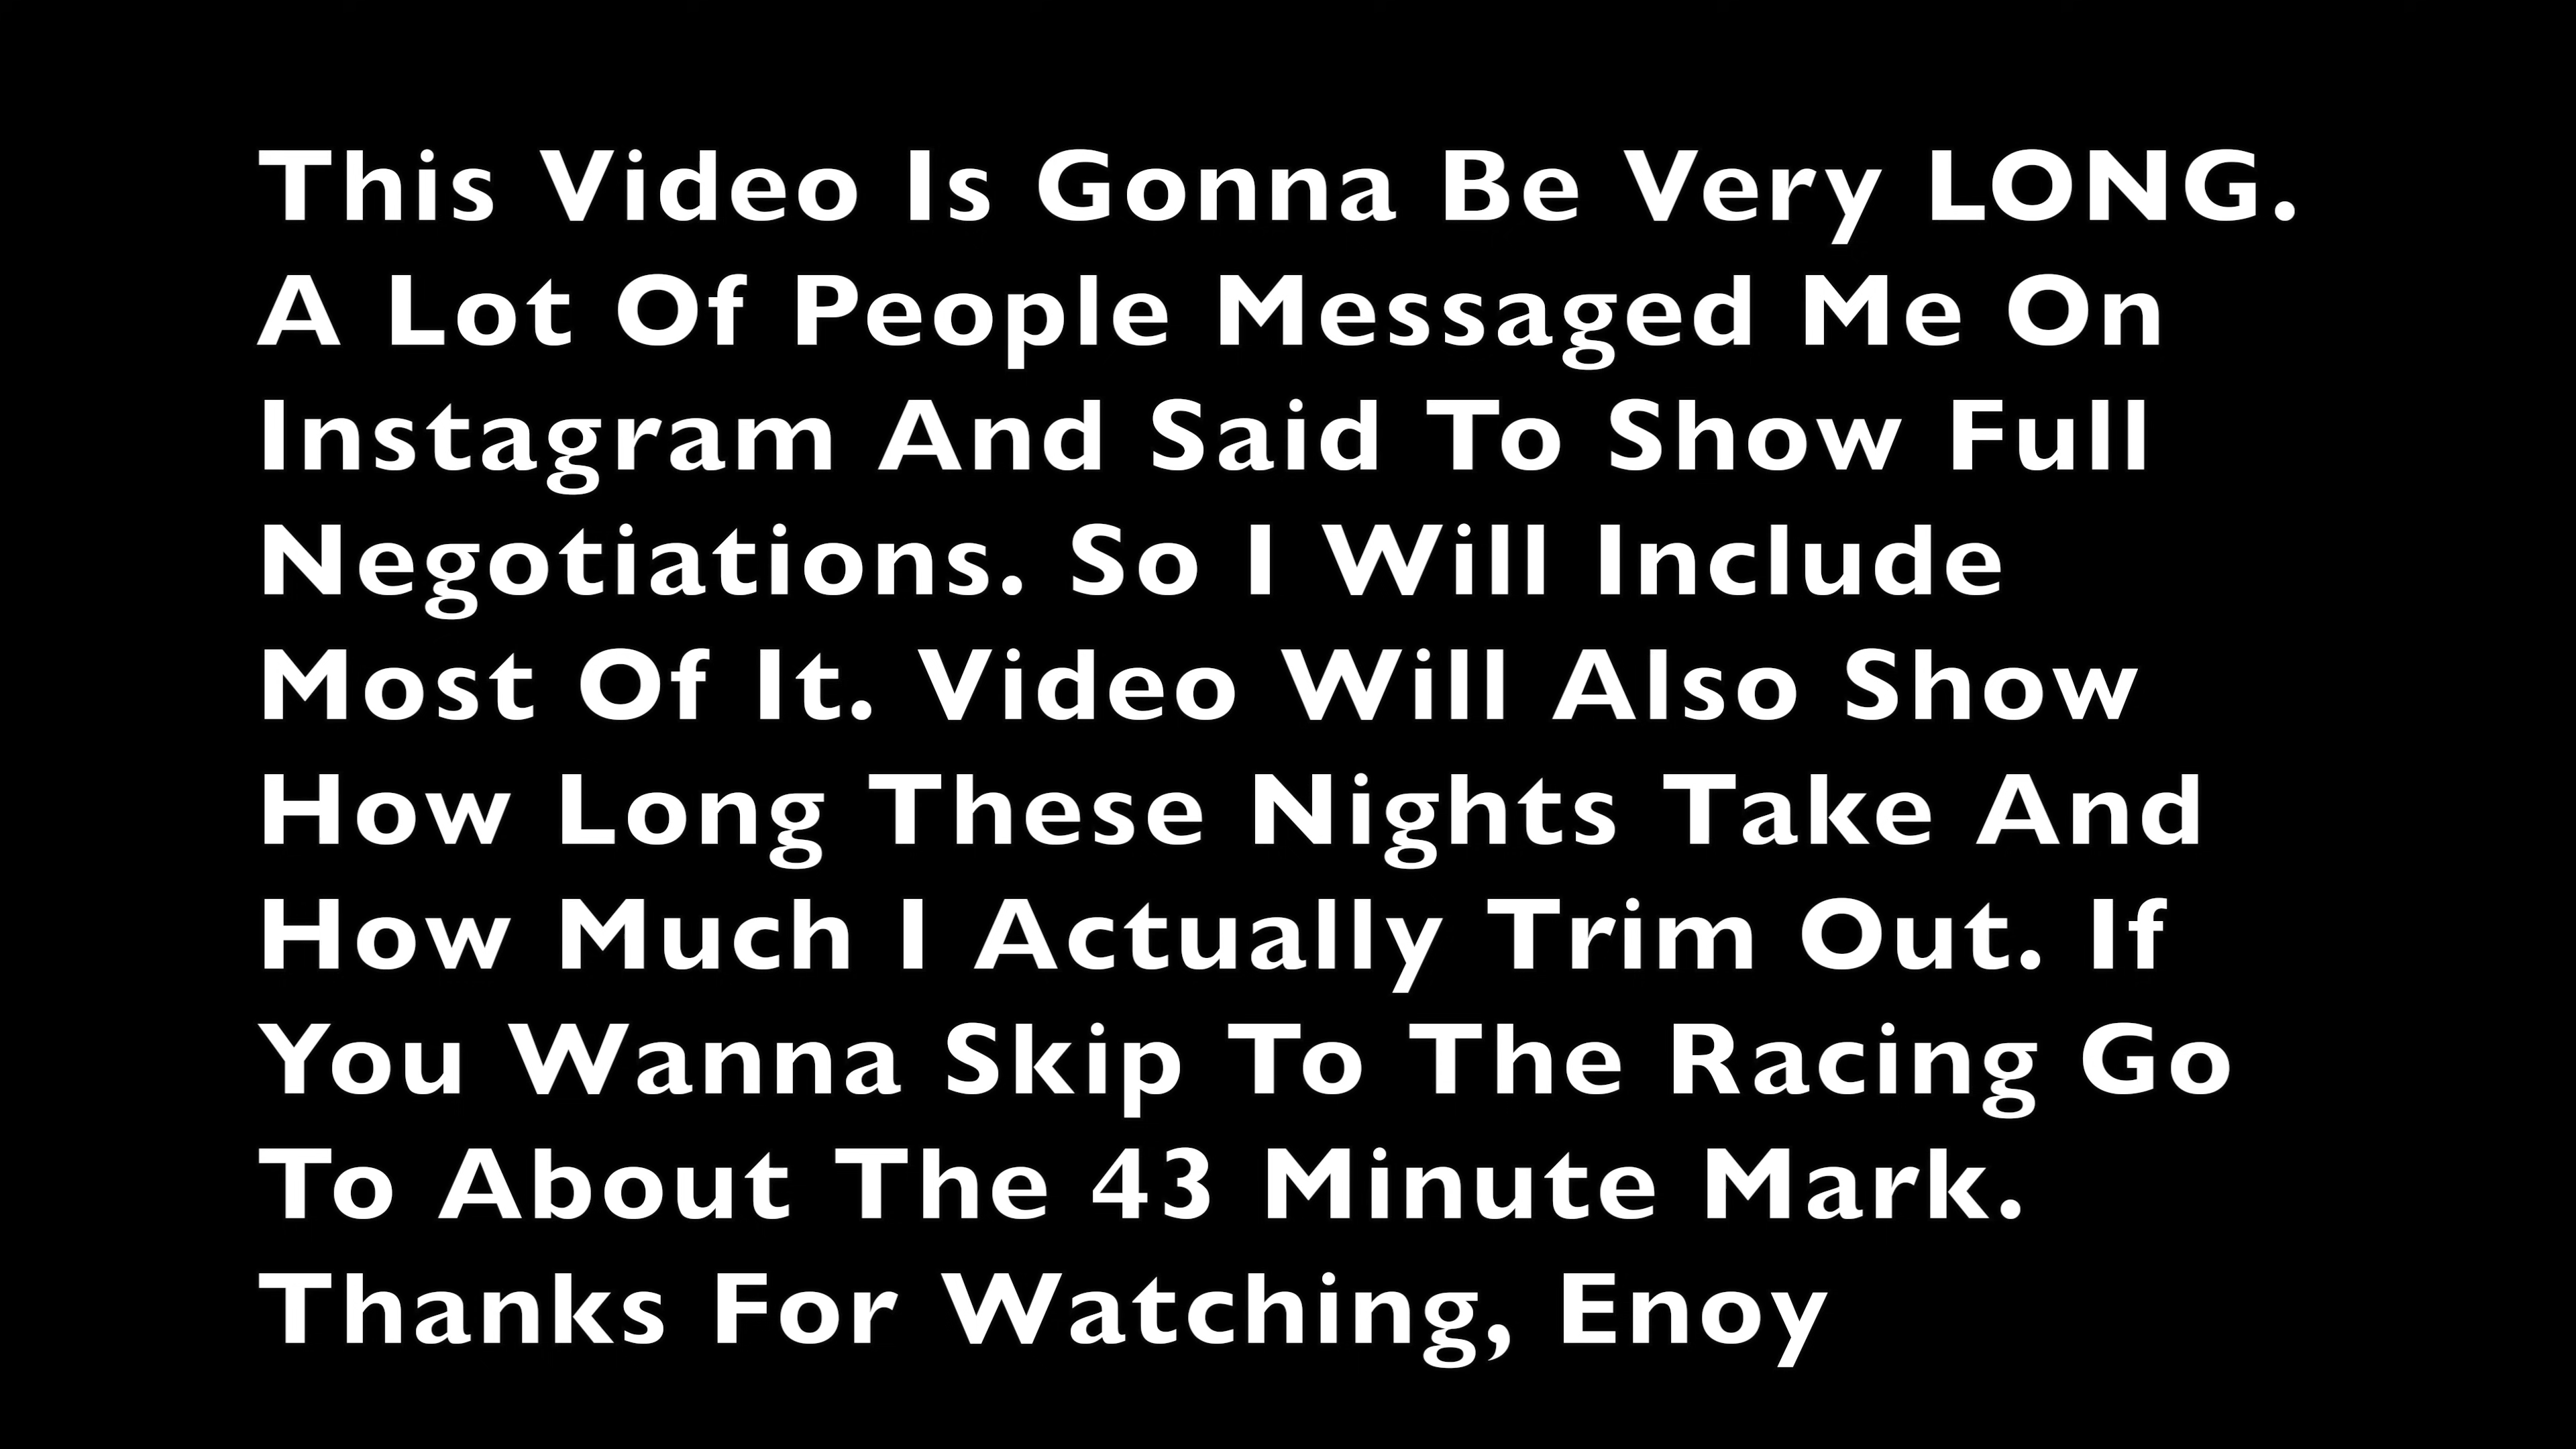 This Video Is Gonna Be Very LONG.
A Lot Of People Messaged Me On
Instagram And Said To Show Full
Negotiations. So I Will Include
Most Of It. Video Will Also Show
How Long These Nights Take And
How Much I Actually Trim Out. If
You Wanna Skip To The Racing Go
To About The 43 Minute Mark.
Thanks For Watching, Enoy